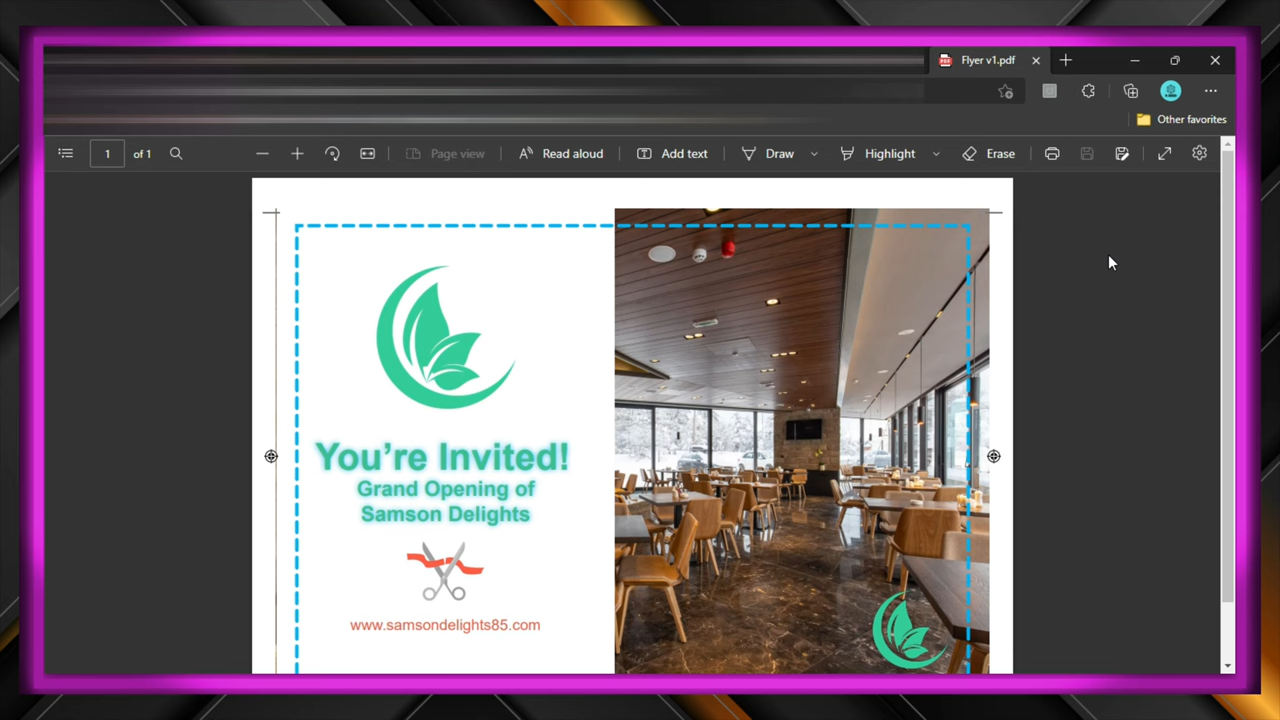 Flyer v1.pdf
Other favorites
1 of 1
Page view
Read aloud
Add text
Draw
Highlight
Erase
You're Invited!
Grand Opening of
Samson Delights
www.samsondelights85.com